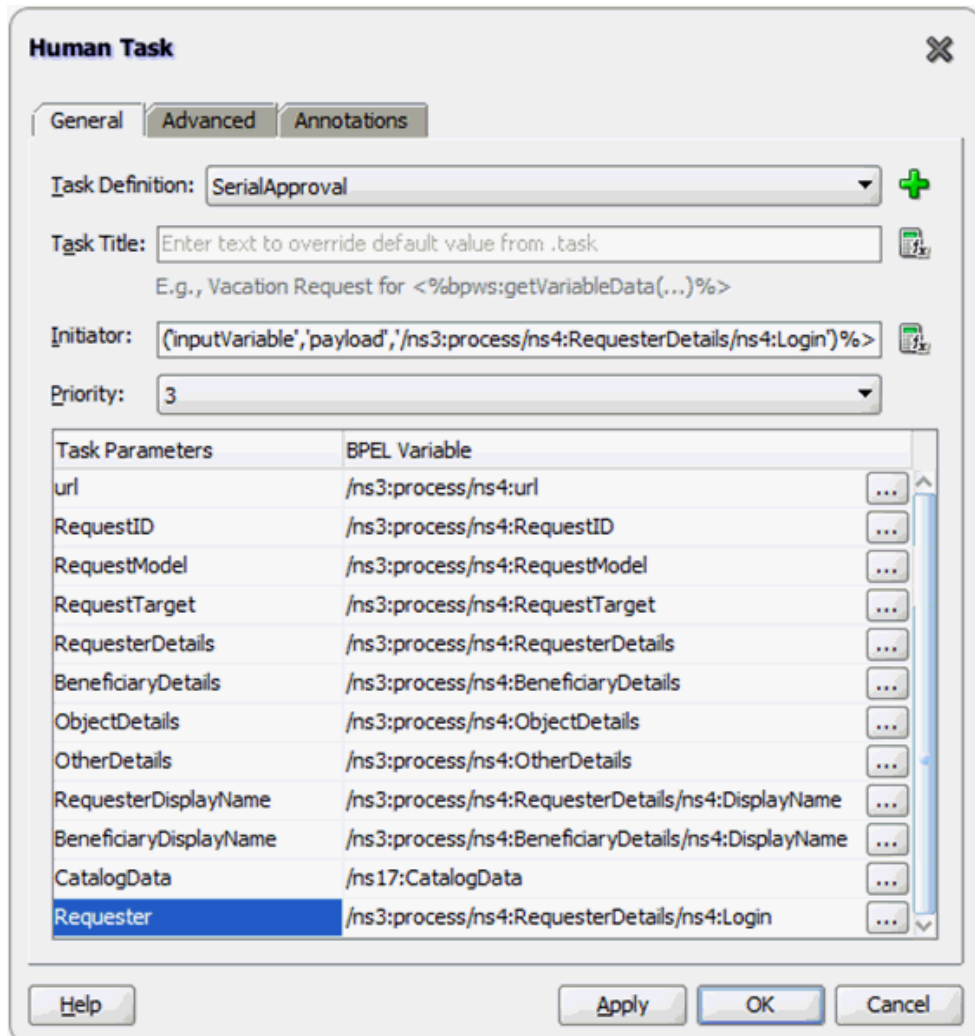 Human Task
General Advanced Annotations
Task Definition: SerialApproval
Task Title: Enter text to override default value from .task
E.g., Vacation Request for <%bpws:getVariableData(...)%>
Initiator: ('inputVariable','payload','/ns3:process/ns4:RequesterDetails/ns4:Login')%>
Priority: 3
Task Parameters BPEL Variable
url /ns3:process/ns4:url ...
RequestID /ns3:process/ns4:RequestID ...
RequestModel /ns3:process/ns4:RequestModel ...
RequestTarget /ns3:process/ns4:RequestTarget ...
RequesterDetails /ns3:process/ns4:RequesterDetails ...
BeneficiaryDetails /ns3:process/ns4:BeneficiaryDetails ...
ObjectDetails /ns3:process/ns4:ObjectDetails ...
OtherDetails /ns3:process/ns4:OtherDetails ...
RequesterDisplayName /ns3:process/ns4:RequesterDetails/ns4:DisplayName ...
BeneficiaryDisplayName /ns3:process/ns4:BeneficiaryDetails/ns4:DisplayName ...
CatalogData /ns17:CatalogData ...
Requester /ns3:process/ns4:RequesterDetails/ns4:Login ...
Help Apply OK Cancel